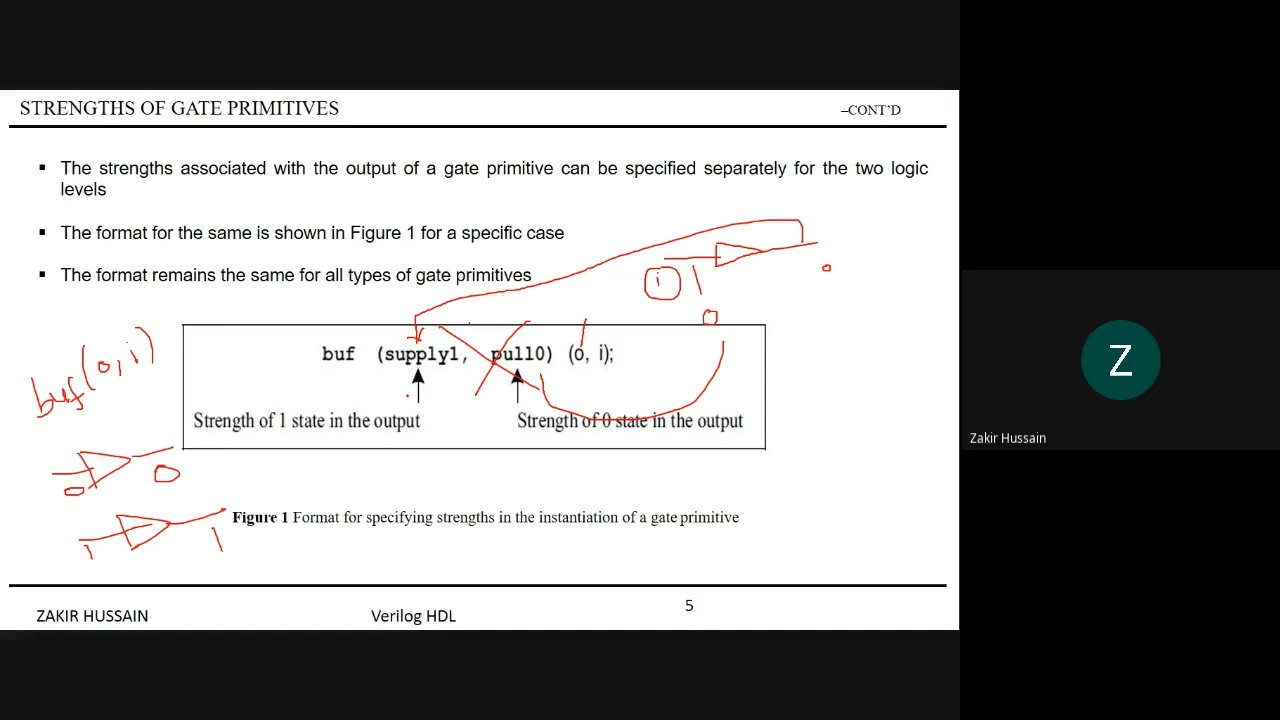 STRENGTHS OF GATE PRIMITIVES
–CONT'D
▪ The strengths associated with the output of a gate primitive can be specified separately for the two logic
levels
▪ The format for the same is shown in Figure 1 for a specific case
▪ The format remains the same for all types of gate primitives
i 1
o
0
buf (supply1, pull0) (o, i);
buf (o, i)
Strength of 1 state in the output
Strength of 0 state in the output
0 0
1 1
Figure 1 Format for specifying strengths in the instantiation of a gate primitive
ZAKIR HUSSAIN
Verilog HDL
5
Z
Zakir Hussain